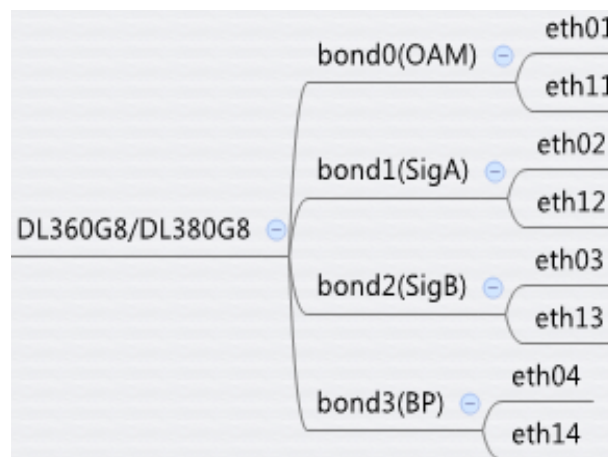 DL360G8/DL380G8
bond0(OAM)
eth01
eth11
bond1(SigA)
eth02
eth12
bond2(SigB)
eth03
eth13
bond3(BP)
eth04
eth14